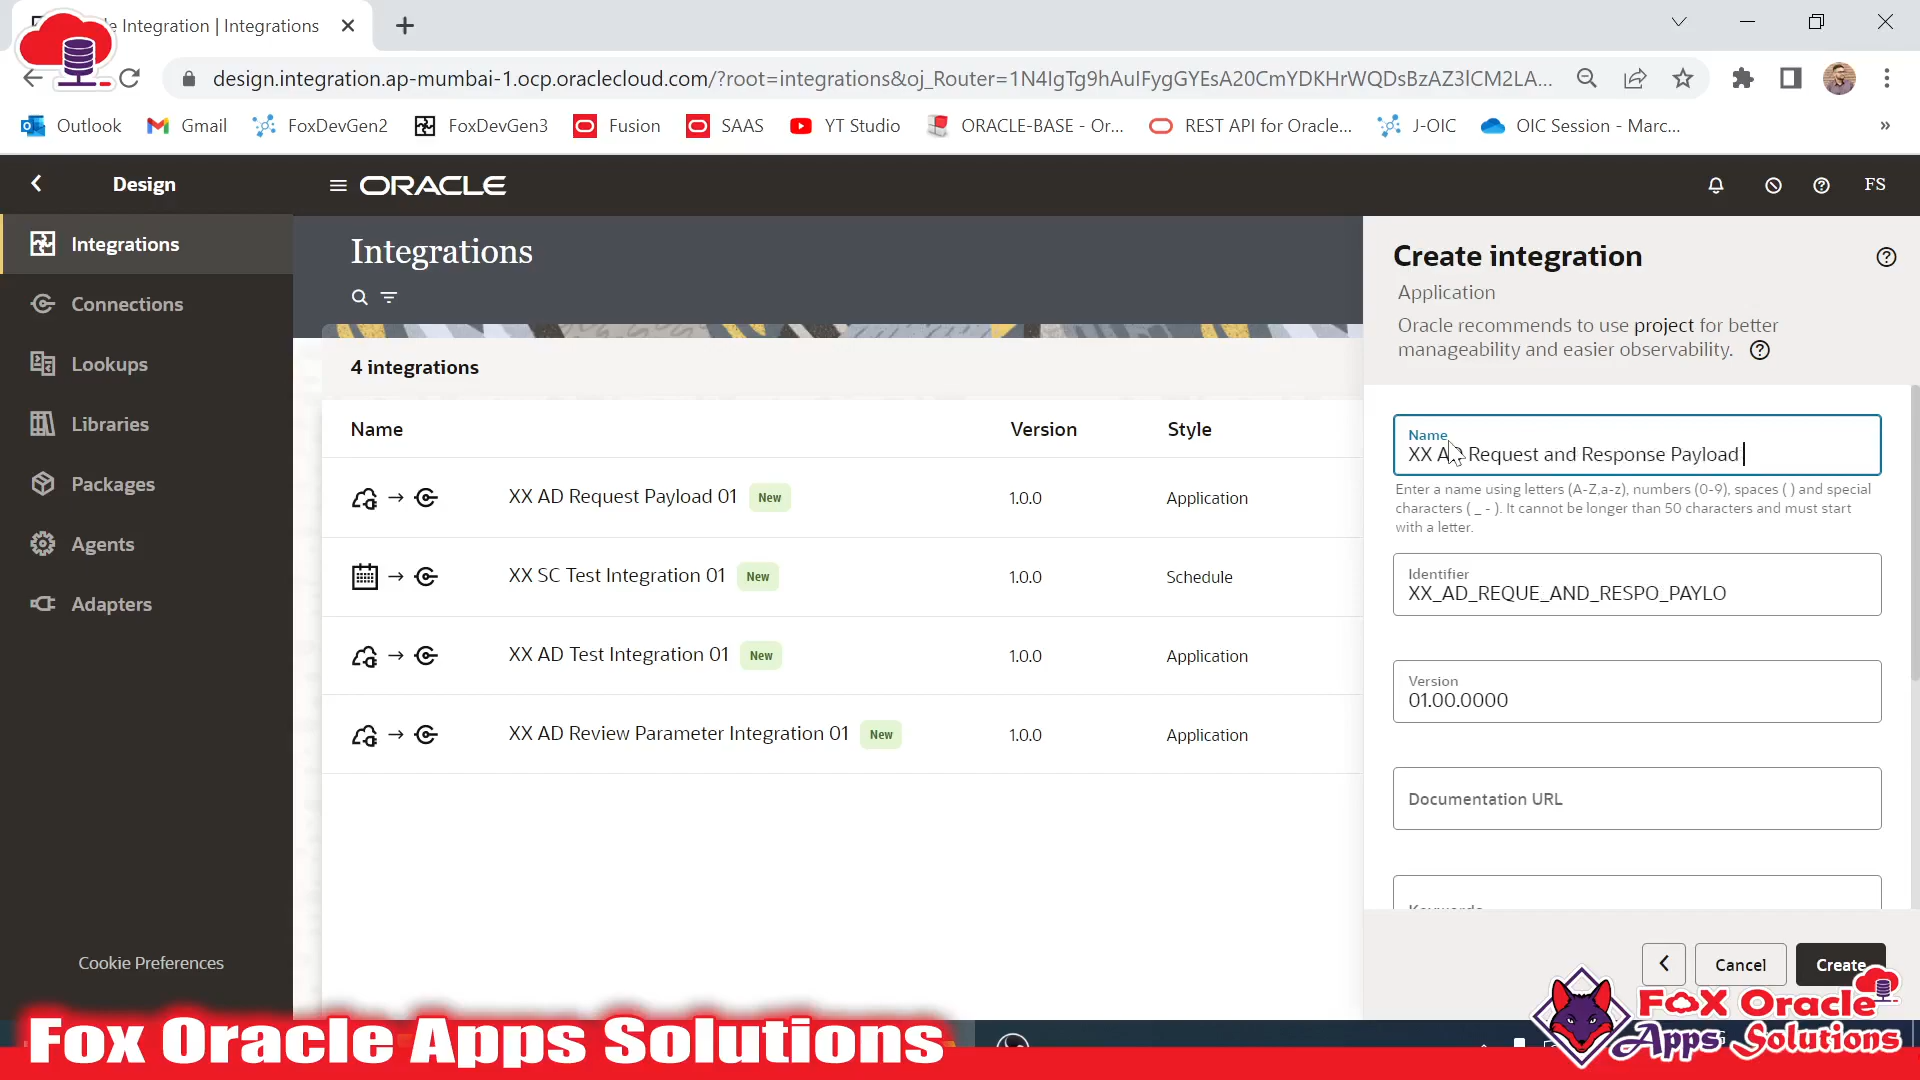 Integration | Integrations
design.integration.ap-mumbai-1.ocp.oraclecloud.com/?root=integrations&oj_Router=1N4IgTg9hAuIFygGYEsA20CmYDKHrWQDsBzAZ3lCM2LA...
Outlook
Gmail
FoxDevGen2
FoxDevGen3
Fusion
SAAS
YT Studio
ORACLE-BASE - Or...
REST API for Oracle...
J-OIC
OIC Session - Marc...
»
Design
ORACLE
FS
Integrations
Connections
Lookups
Libraries
Packages
Agents
Adapters
Cookie Preferences
Integrations
4 integrations
Name Version Style
XX AD Request Payload 01 New 1.0.0 Application
XX SC Test Integration 01 New 1.0.0 Schedule
XX AD Test Integration 01 New 1.0.0 Application
XX AD Review Parameter Integration 01 New 1.0.0 Application
Create integration
Application
Oracle recommends to use project for better
manageability and easier observability.
Name
XX AD Request and Response Payload
Enter a name using letters (A-Z,a-z), numbers (0-9), spaces ( ) and special
characters ( _ - ). It cannot be longer than 50 characters and must start
with a letter.
Identifier
XX_AD_REQUE_AND_RESPO_PAYLO
Version
01.00.0000
Documentation URL
Keywords
Cancel
Create
Fox Oracle Apps Solutions
FoX Oracle
Apps Solutions